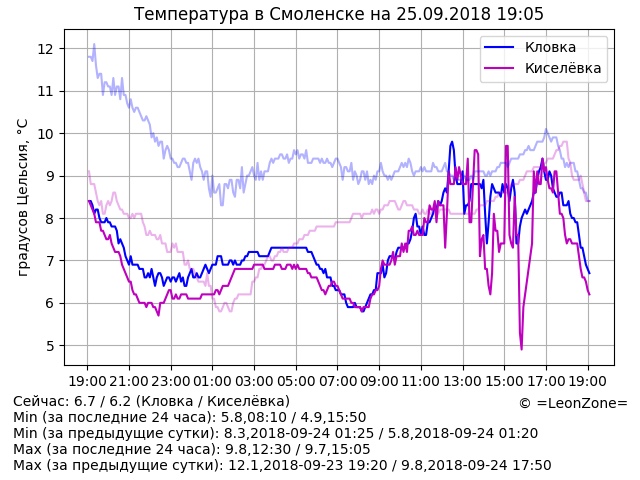 Температура в Смоленске на 25.09.2018 19:05
Кловка
Киселёвка
градусов Цельсия, °C
12
11
10
9
8
7
6
5
19:00 21:00 23:00 01:00 03:00 05:00 07:00 09:00 11:00 13:00 15:00 17:00 19:00
© =LeonZone=
Сейчас: 6.7 / 6.2 (Кловка / Киселёвка)
Min (за последние 24 часа): 5.8,08:10 / 4.9,15:50
Min (за предыдущие сутки): 8.3,2018-09-24 01:25 / 5.8,2018-09-24 01:20
Max (за последние 24 часа): 9.8,12:30 / 9.7,15:05
Max (за предыдущие сутки): 12.1,2018-09-23 19:20 / 9.8,2018-09-24 17:50